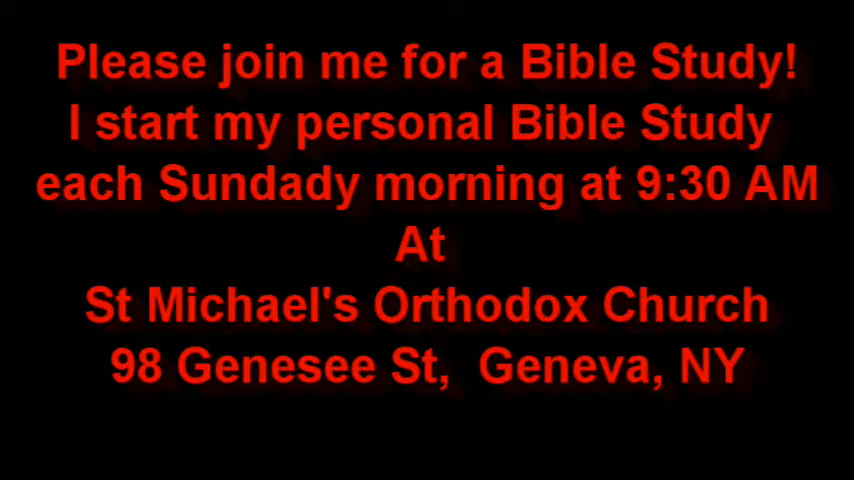 Please join me for a Bible Study!
I start my personal Bible Study
each Sundady morning at 9:30 AM
At
St Michael's Orthodox Church
98 Genesee St,  Geneva, NY